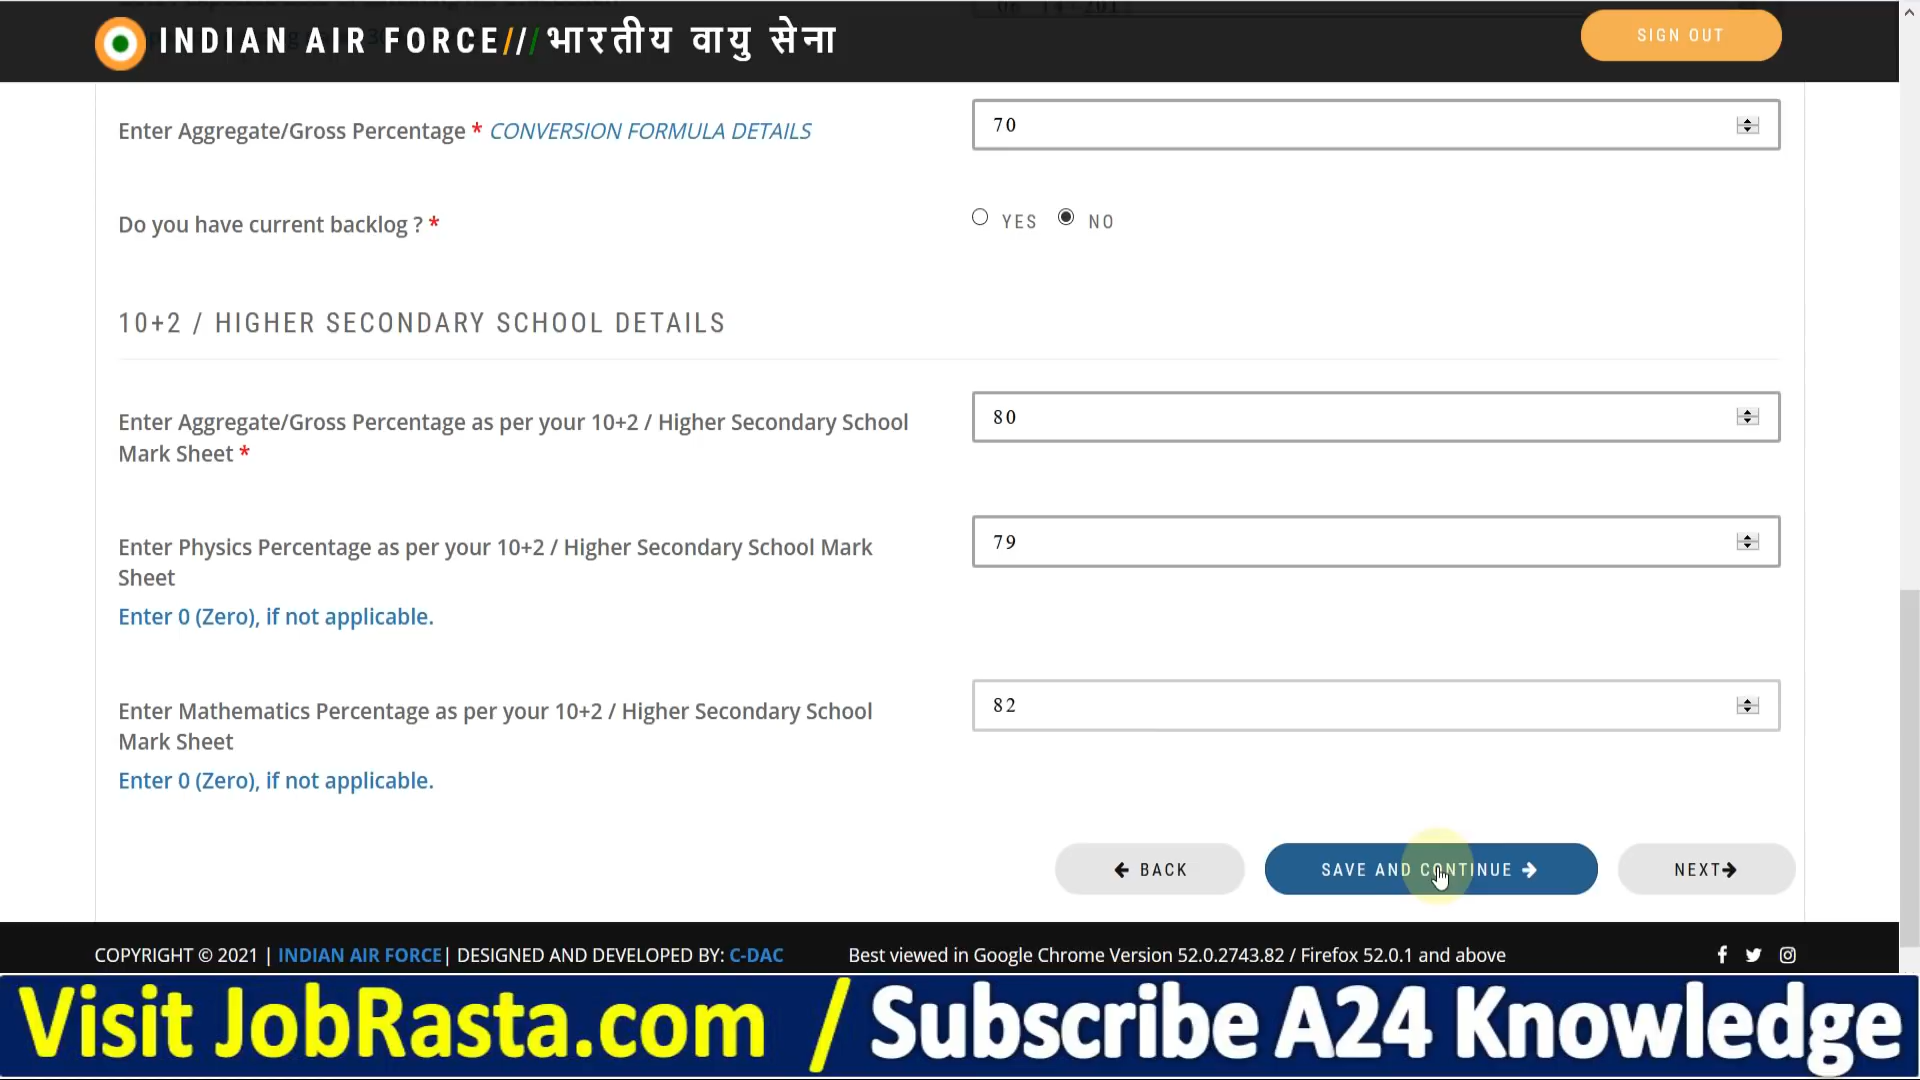 INDIAN AIR FORCE///भारतीय वायु सेना
SIGN OUT
Enter Aggregate/Gross Percentage * CONVERSION FORMULA DETAILS
70
Do you have current backlog ? *
YES NO
10+2 / HIGHER SECONDARY SCHOOL DETAILS
Enter Aggregate/Gross Percentage as per your 10+2 / Higher Secondary School
Mark Sheet *
80
Enter Physics Percentage as per your 10+2 / Higher Secondary School Mark
Sheet
79
Enter 0 (Zero), if not applicable.
Enter Mathematics Percentage as per your 10+2 / Higher Secondary School
Mark Sheet
82
Enter 0 (Zero), if not applicable.
BACK
SAVE AND CONTINUE
NEXT
COPYRIGHT © 2021 | INDIAN AIR FORCE| DESIGNED AND DEVELOPED BY: C-DAC
Best viewed in Google Chrome Version 52.0.2743.82 / Firefox 52.0.1 and above
Visit JobRasta.com / Subscribe A24 Knowledge